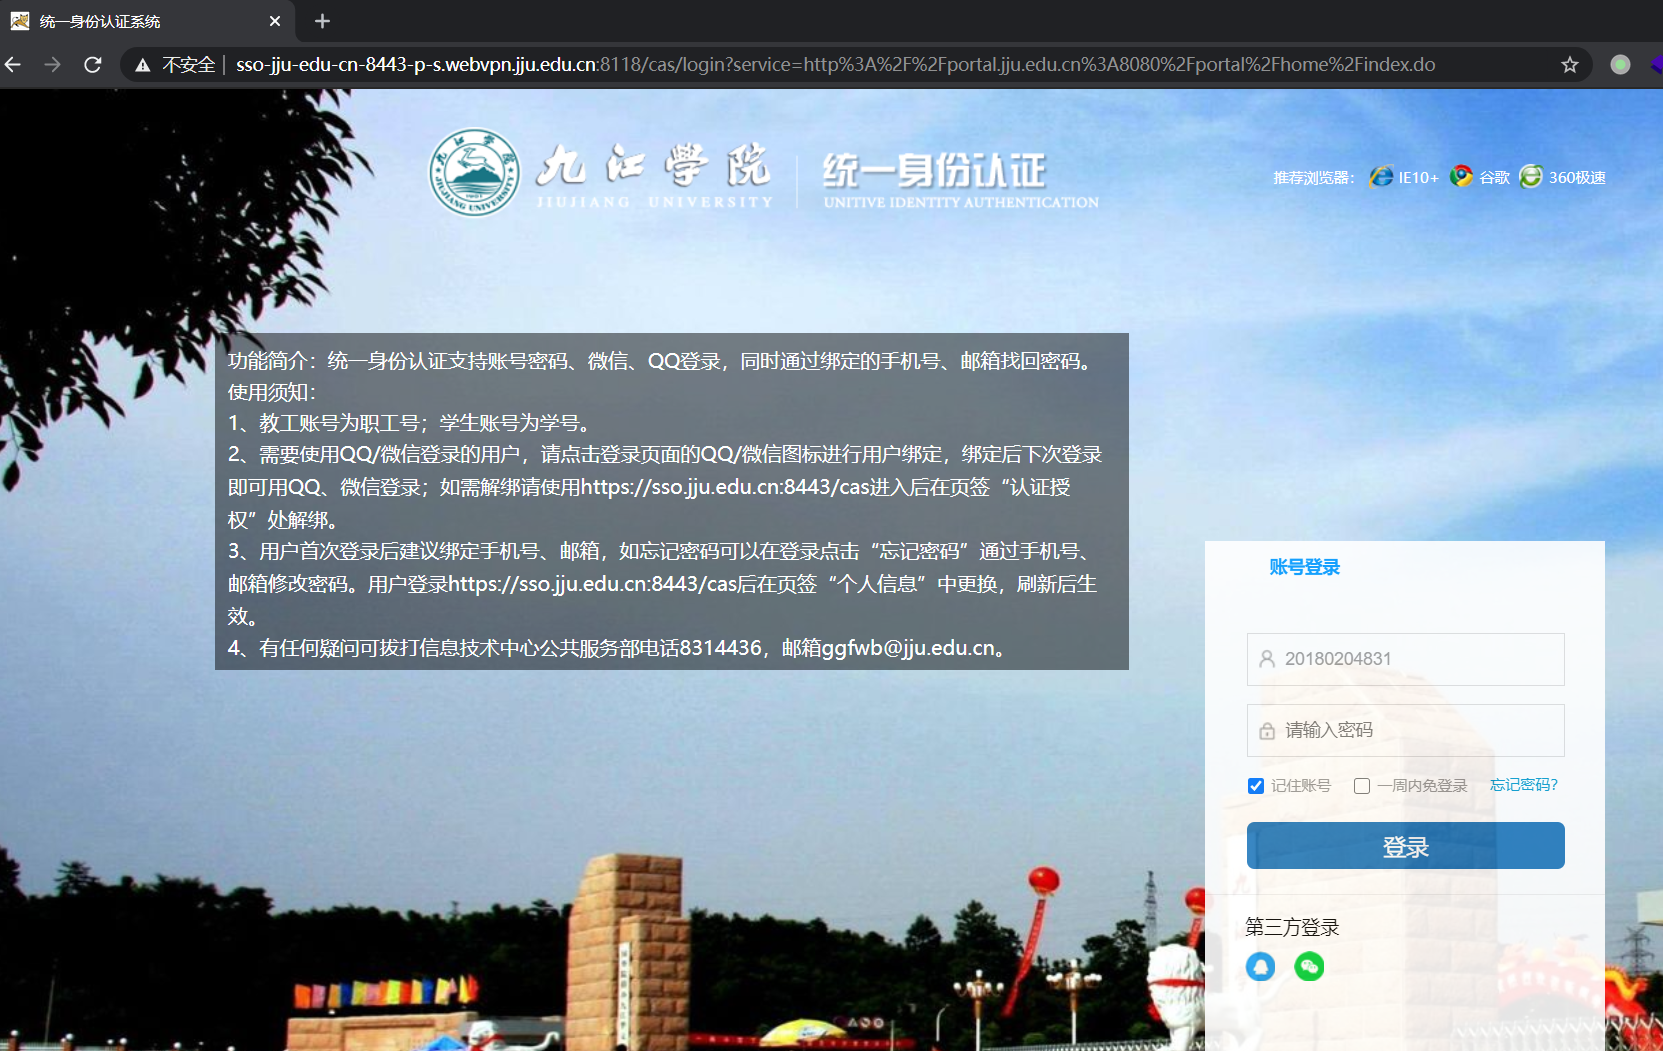 统一身份认证系统
不安全 | sso-jju-edu-cn-8443-p-s.webvpn.jju.edu.cn:8118/cas/login?service=http%3A%2F%2Fportal.jju.edu.cn%3A8080%2Fportal%2Fhome%2Findex.do
九江学院
JIUJIANG UNIVERSITY
统一身份认证
UNITIVE IDENTITY AUTHENTICATION
推荐浏览器： IE10+ 谷歌 360极速
功能简介：统一身份认证支持账号密码、微信、QQ登录，同时通过绑定的手机号、邮箱找回密码。
使用须知：
1、教工账号为职工号；学生账号为学号。
2、需要使用QQ/微信登录的用户，请点击登录页面的QQ/微信图标进行用户绑定，绑定后下次登录
即可用QQ、微信登录；如需解绑请使用https://sso.jju.edu.cn:8443/cas进入后在页签“认证授
权”处解绑。
3、用户首次登录后建议绑定手机号、邮箱，如忘记密码可以在登录点击“忘记密码”通过手机号、
邮箱修改密码。用户登录https://sso.jju.edu.cn:8443/cas后在页签“个人信息”中更换，刷新后生
效。
4、有任何疑问可拨打信息技术中心公共服务部电话8314436，邮箱ggfwb@jju.edu.cn。
账号登录
20180204831
请输入密码
记住账号 一周内免登录 忘记密码?
登录
第三方登录